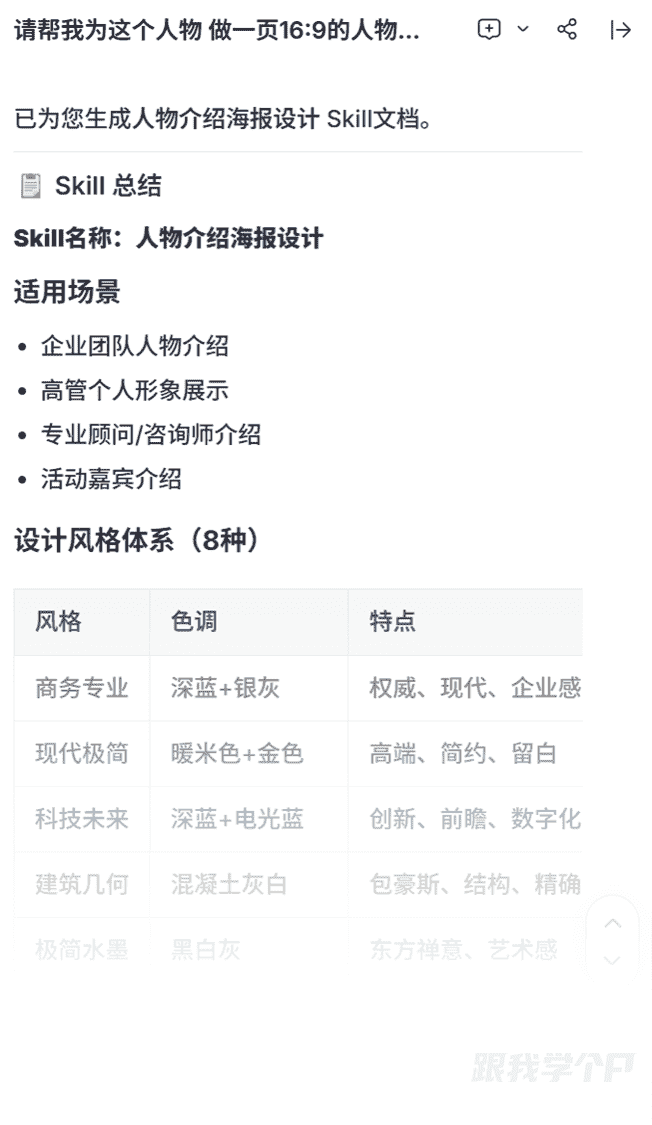 请帮我为这个人物 做一页16:9的人物...
已为您生成人物介绍海报设计 Skill文档。
Skill 总结
Skill名称：人物介绍海报设计
适用场景
• 企业团队人物介绍
• 高管个人形象展示
• 专业顾问/咨询师介绍
• 活动嘉宾介绍
设计风格体系（8种）
风格 色调 特点
商务专业 深蓝+银灰 权威、现代、企业感
现代极简 暖米色+金色 高端、简约、留白
科技未来 深蓝+电光蓝 创新、前瞻、数字化
建筑几何 混凝土灰白 包豪斯、结构、精确
极简水墨 黑白灰 东方禅意、艺术感
跟我学个P